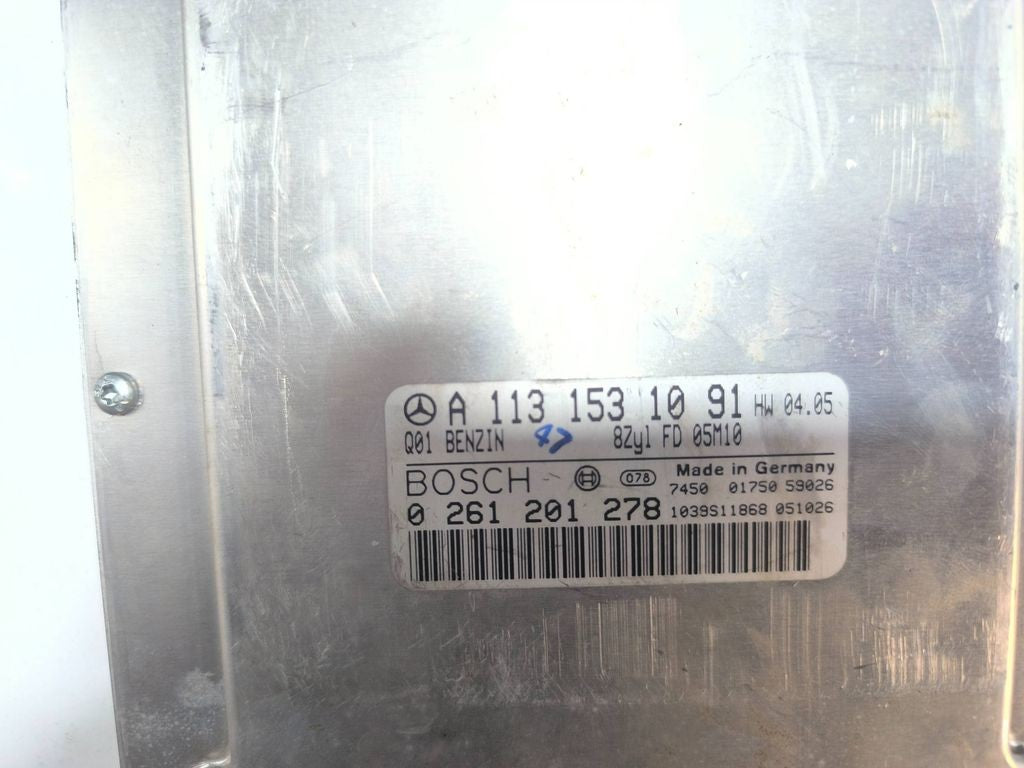 A 113 153 10 91 HW 04.05
Q01 BENZIN 8Zyl FD 05M10
BOSCH 078 Made in Germany
7450 01750 59026
0 261 201 278 1039S11868 051026